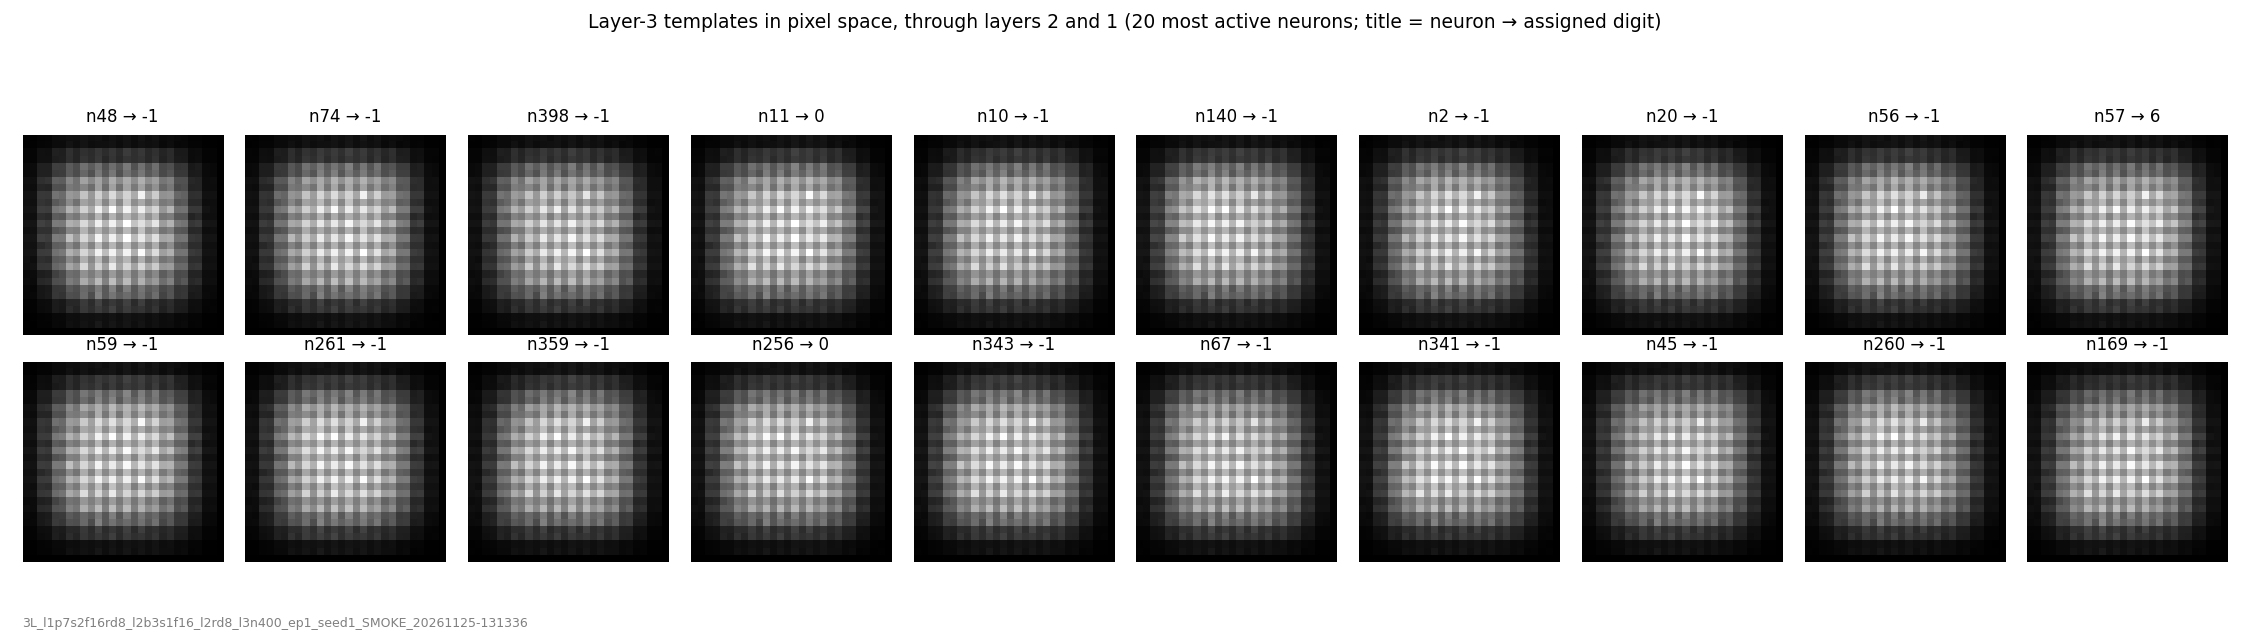 Layer-3 templates in pixel space, through layers 2 and 1 (20 most active neurons; title = neuron → assigned digit)
n48 → -1 n74 → -1 n398 → -1 n11 → 0 n10 → -1 n140 → -1 n2 → -1 n20 → -1 n56 → -1 n57 → 6
n59 → -1 n261 → -1 n359 → -1 n256 → 0 n343 → -1 n67 → -1 n341 → -1 n45 → -1 n260 → -1 n169 → -1
3L_l1p7s2f16rd8_l2b3s1f16_l2rd8_l3n400_ep1_seed1_SMOKE_20261125-131336